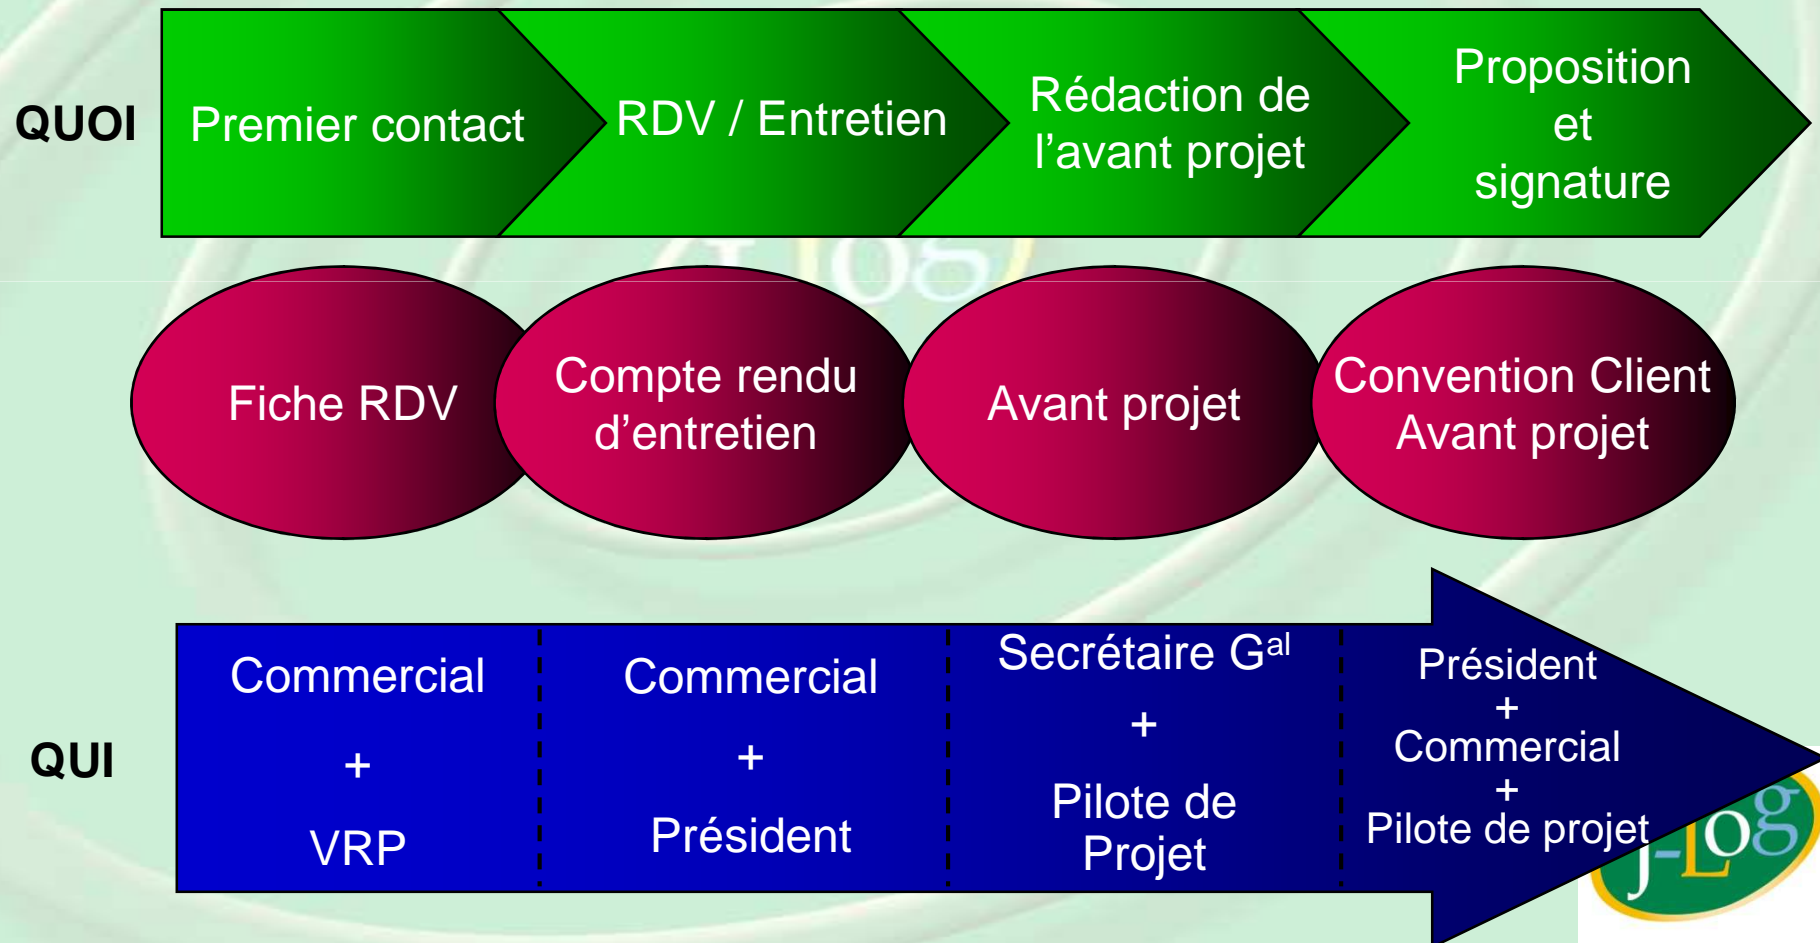 QUOI
Premier contact
RDV / Entretien
Rédaction de
l’avant projet
Proposition
et
signature
Log
Fiche RDV
Compte rendu
d’entretien
Avant projet
Convention Client
Avant projet
QUI
Commercial
+
VRP
Commercial
+
Président
Secrétaire Gal
+
Pilote de
Projet
Président
+
Commercial
+
Pilote de projet
J-Log